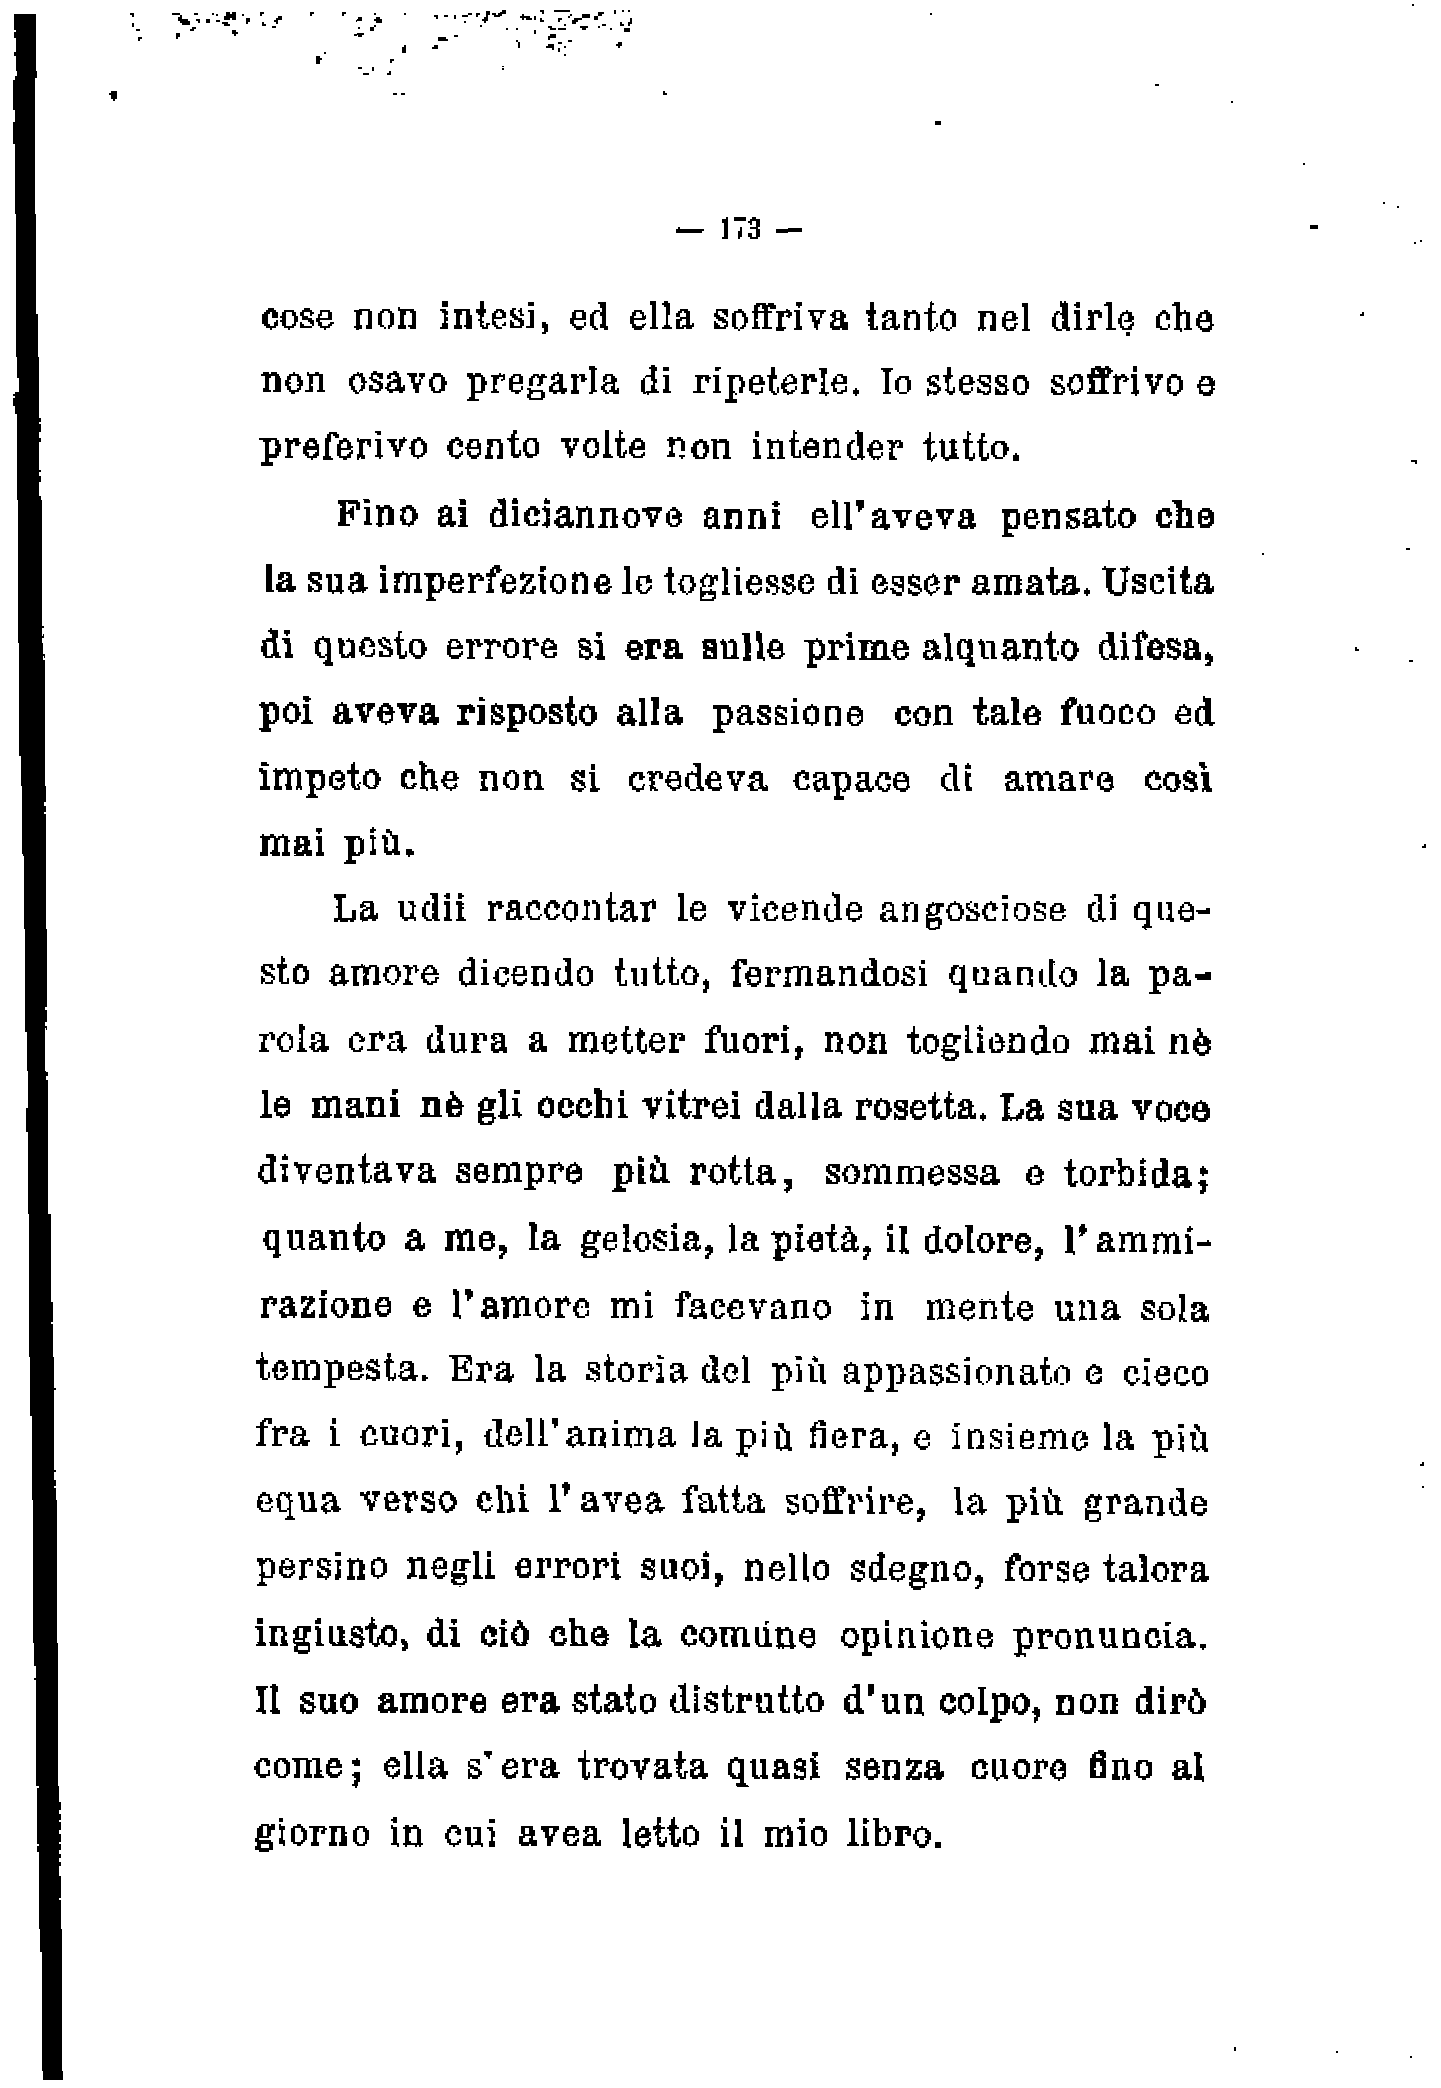 — 173 —
cose non intesi, ed ella soffriva tanto nel dirle che
non osavo pregarla di ripeterle. Io stesso soffrivo e
preferivo cento volte non intender tutto.
Fino ai diciannove anni ell'aveva pensato che
la sua imperfezione le togliesse di esser amata. Uscita
di questo errore si era sulle prime alquanto difesa,
poi aveva risposto alla passione con tale fuoco ed
impeto che non si credeva capace di amare così
mai più.
La udii raccontar le vicende angosciose di que-
sto amore dicendo tutto, fermandosi quando la pa-
rola era dura a metter fuori, non togliendo mai nè
le mani nè gli occhi vitrei dalla rosetta. La sua voce
diventava sempre più rotta, sommessa e torbida;
quanto a me, la gelosia, la pietà, il dolore, l'ammi-
razione e l'amore mi facevano in mente una sola
tempesta. Era la storia del più appassionato e cieco
fra i cuori, dell'anima la più fiera, e insieme la più
equa verso chi l'avea fatta soffrire, la più grande
persino negli errori suoi, nello sdegno, forse talora
ingiusto, di ciò che la comune opinione pronuncia.
Il suo amore era stato distrutto d'un colpo, non dirò
come; ella s'era trovata quasi senza cuore fino al
giorno in cui avea letto il mio libro.